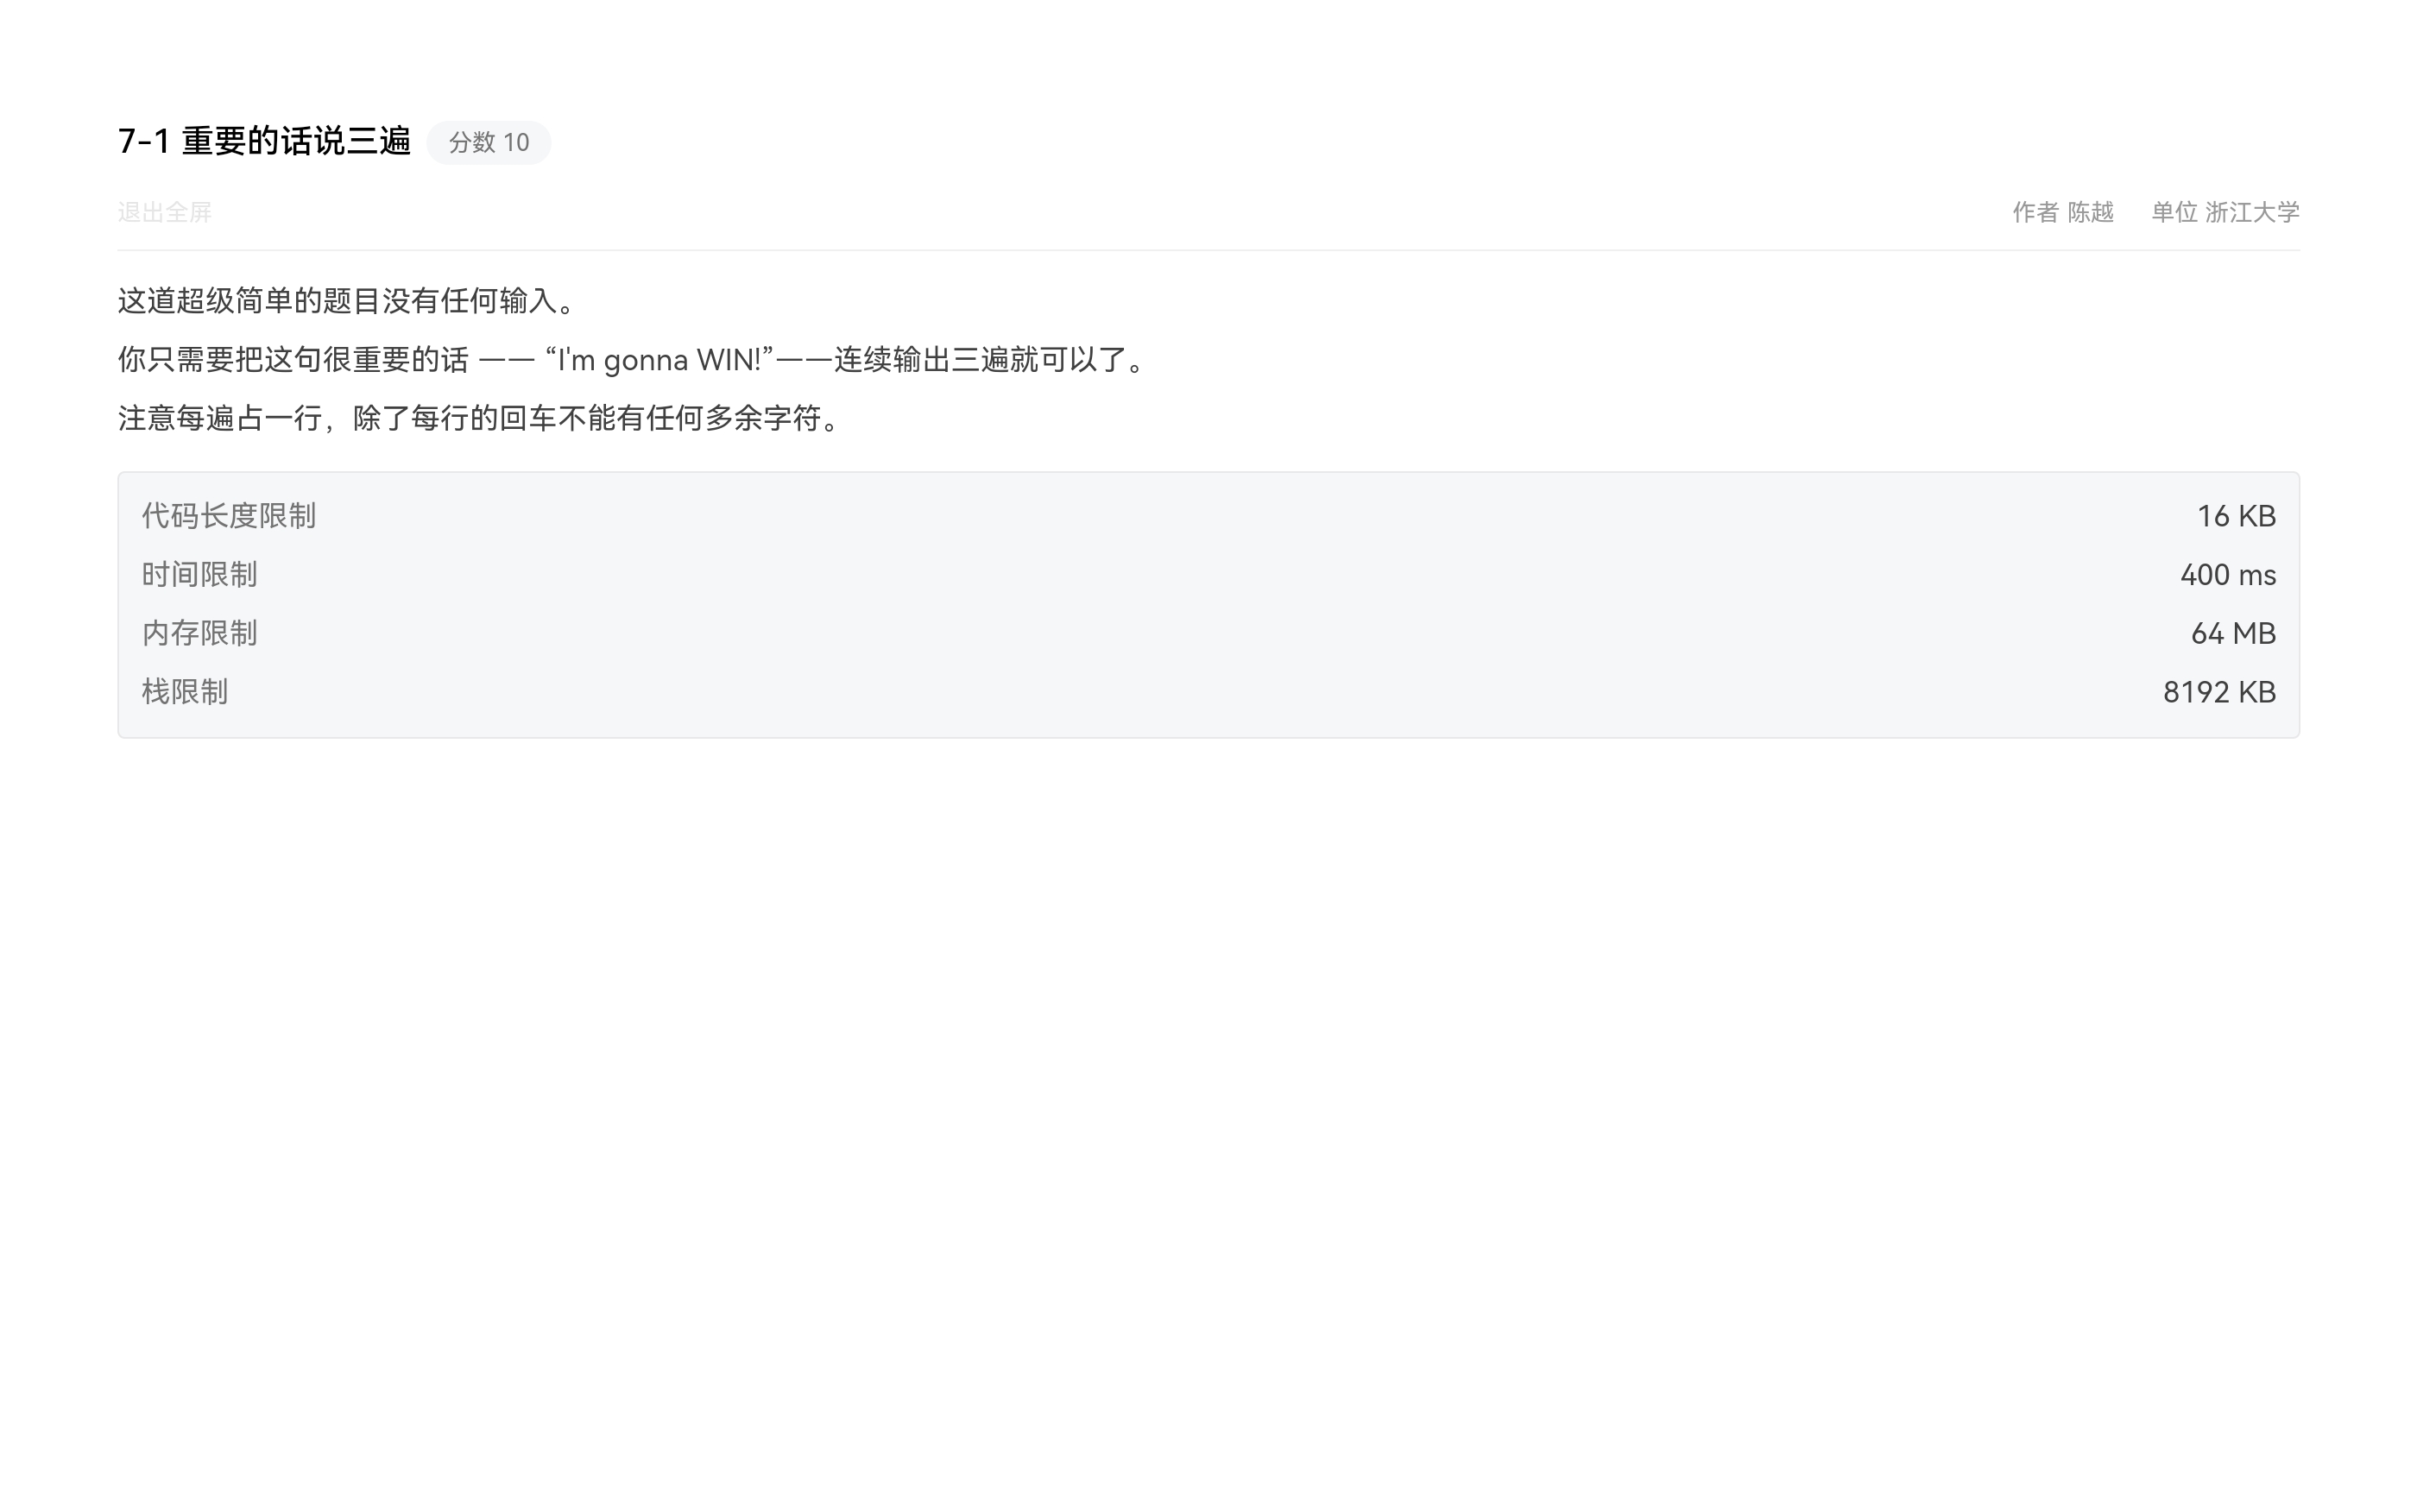 7-1 重要的话说三遍 分数 10
退出全屏 作者 陈越 单位 浙江大学
这道超级简单的题目没有任何输入。
你只需要把这句很重要的话 —— “I'm gonna WIN!”——连续输出三遍就可以了。
注意每遍占一行，除了每行的回车不能有任何多余字符。
代码长度限制 16 KB
时间限制 400 ms
内存限制 64 MB
栈限制 8192 KB